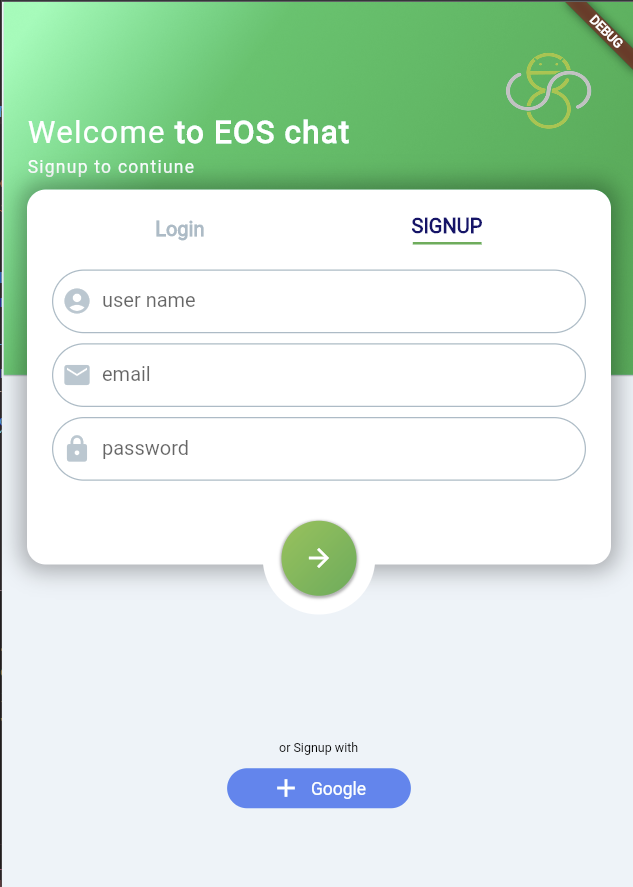 DEBUG
Welcome to EOS chat
Signup to contiune
Login
SIGNUP
user name
email
password
or Signup with
Google